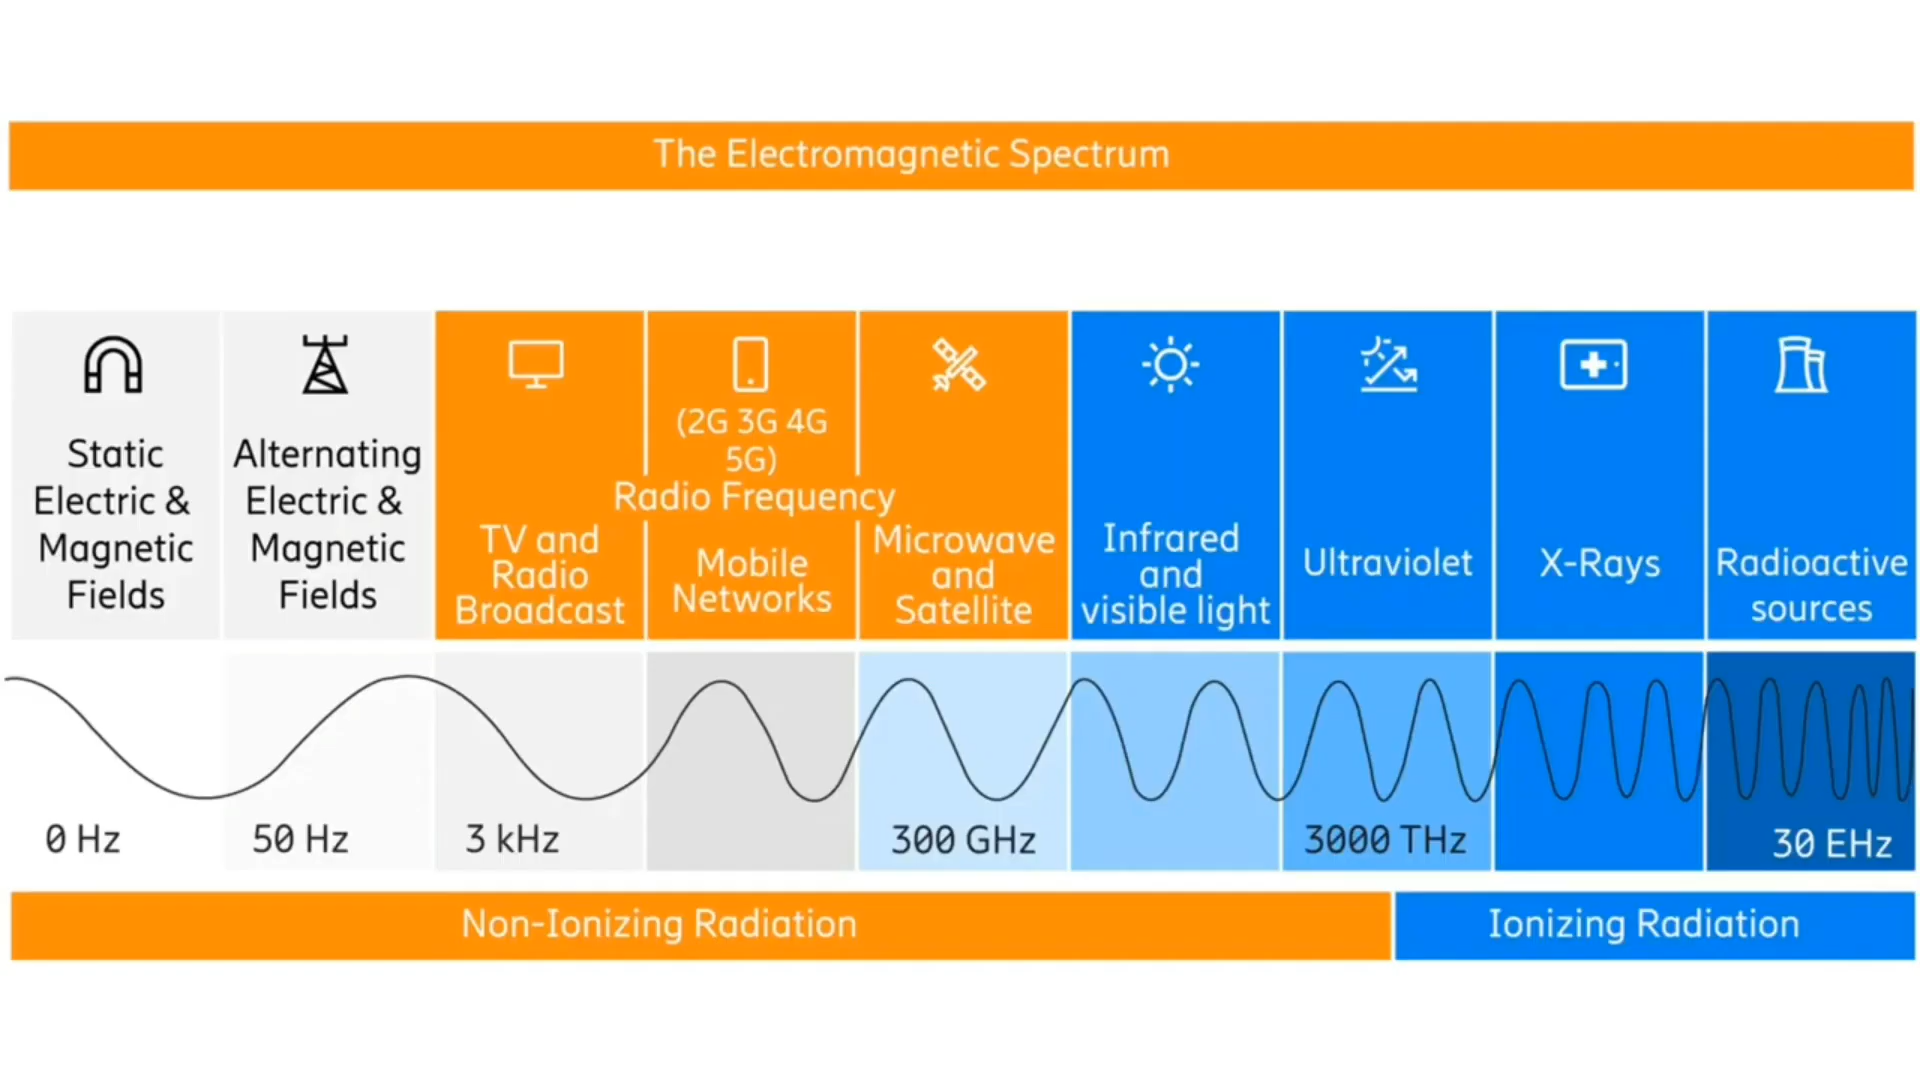 The Electromagnetic Spectrum
Static
Electric &
Magnetic
Fields
Alternating
Electric &
Magnetic
Fields
TV and
Radio
Broadcast
(2G 3G 4G
5G)
Radio Frequency
Mobile
Networks
Microwave
and
Satellite
Infrared
and
visible light
Ultraviolet
X-Rays
Radioactive
sources
0 Hz
50 Hz
3 kHz
300 GHz
3000 THz
30 EHz
Non-Ionizing Radiation
Ionizing Radiation